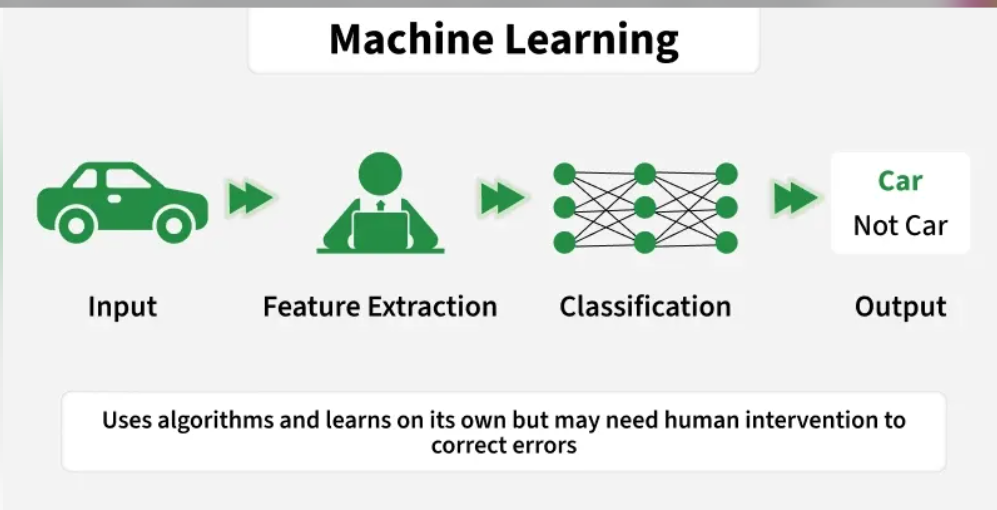 Machine Learning
Car
Not Car
Input
Feature Extraction
Classification
Output
Uses algorithms and learns on its own but may need human intervention to
correct errors